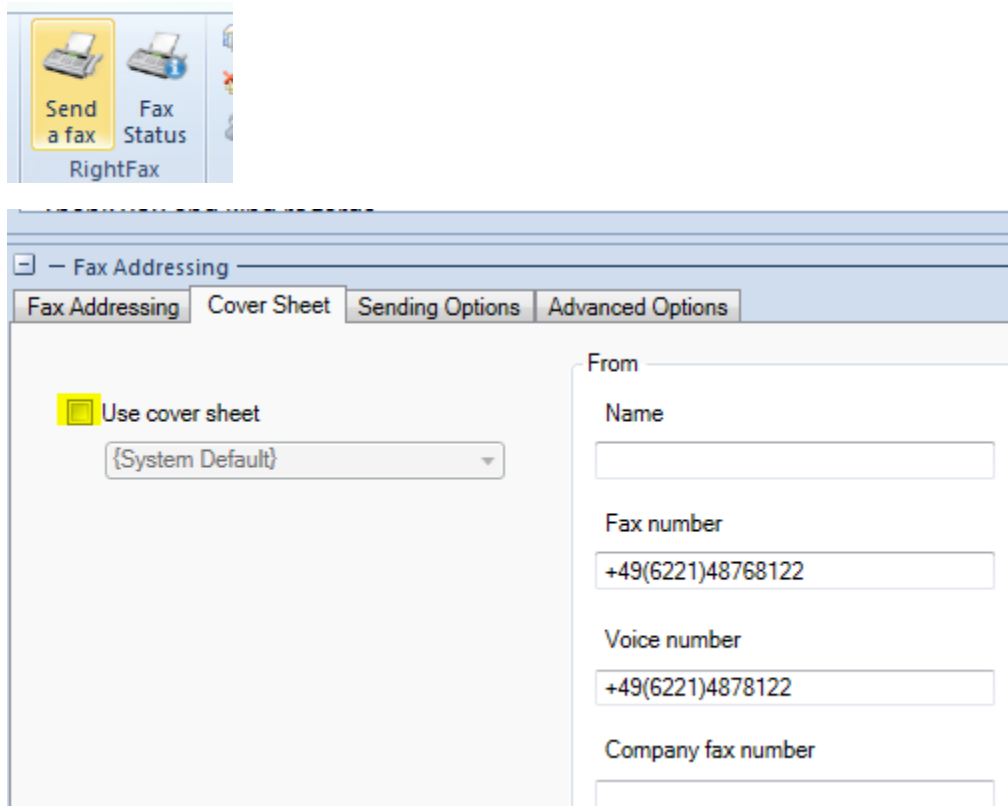 Send
a fax
Fax
Status
RightFax
Fax Addressing
Fax Addressing
Cover Sheet
Sending Options
Advanced Options
Use cover sheet
{System Default}
From
Name
Fax number
+49(6221)48768122
Voice number
+49(6221)4878122
Company fax number